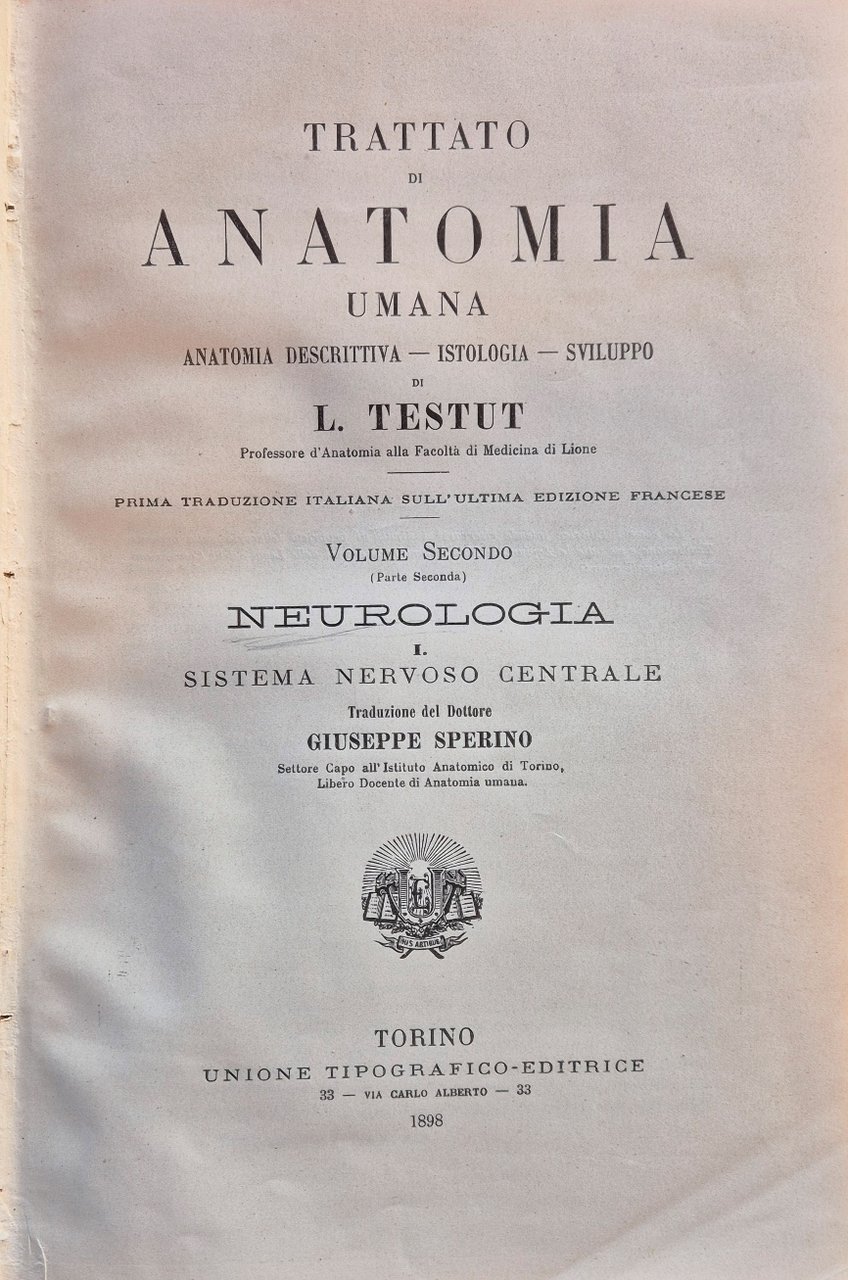 TRATTATO
DI
ANATOMIA
UMANA
ANATOMIA DESCRITTIVA — ISTOLOGIA — SVILUPPO
DI
L. TESTUT
Professore d'Anatomia alla Facoltà di Medicina di Lione
PRIMA TRADUZIONE ITALIANA SULL'ULTIMA EDIZIONE FRANCESE
VOLUME SECONDO
(Parte Seconda)
NEUROLOGIA
I.
SISTEMA NERVOSO CENTRALE
Traduzione del Dottore
GIUSEPPE SPERINO
Settore Capo all'Istituto Anatomico di Torino,
Libero Docente di Anatomia umana.
TORINO
UNIONE TIPOGRAFICO-EDITRICE
33 — VIA CARLO ALBERTO — 33
1898